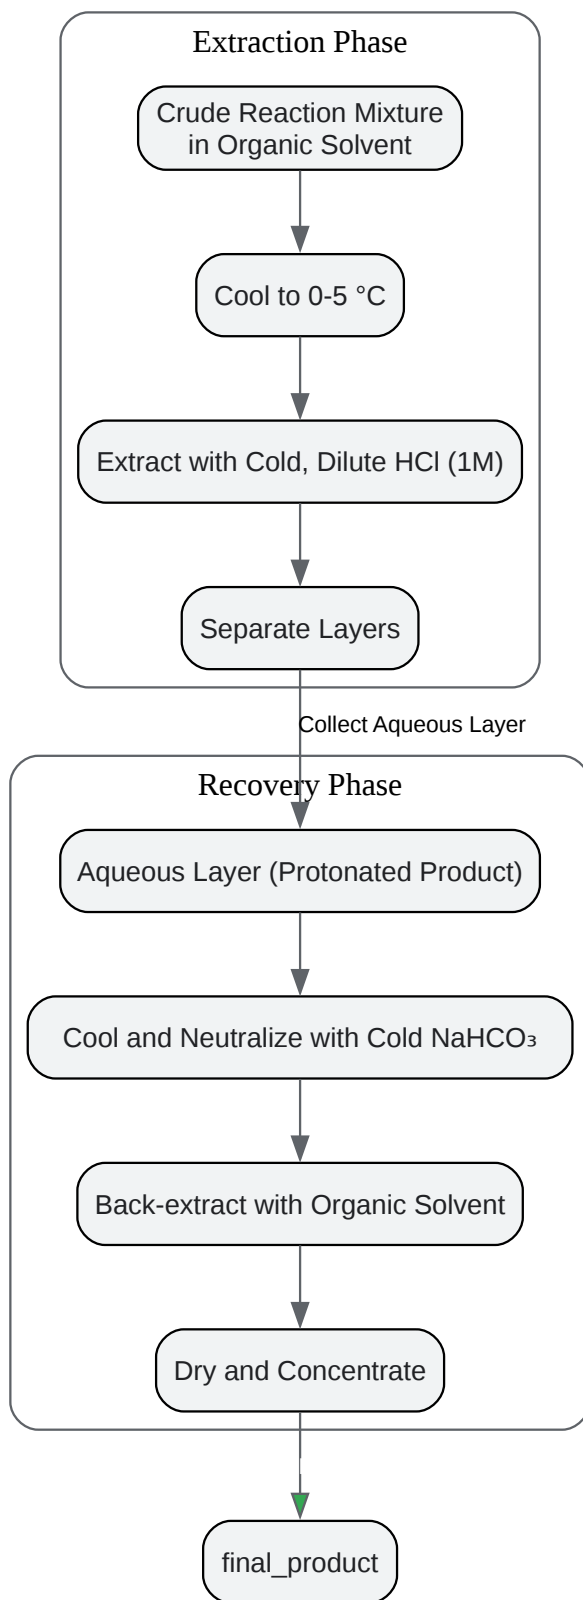 Extraction Phase
Crude Reaction Mixture
in Organic Solvent
Cool to 0-5 °C
Extract with Cold, Dilute HCl (1M)
Separate Layers
Collect Aqueous Layer
Recovery Phase
Aqueous Layer (Protonated Product)
Cool and Neutralize with Cold NaHCO₃
Back-extract with Organic Solvent
Dry and Concentrate
final_product